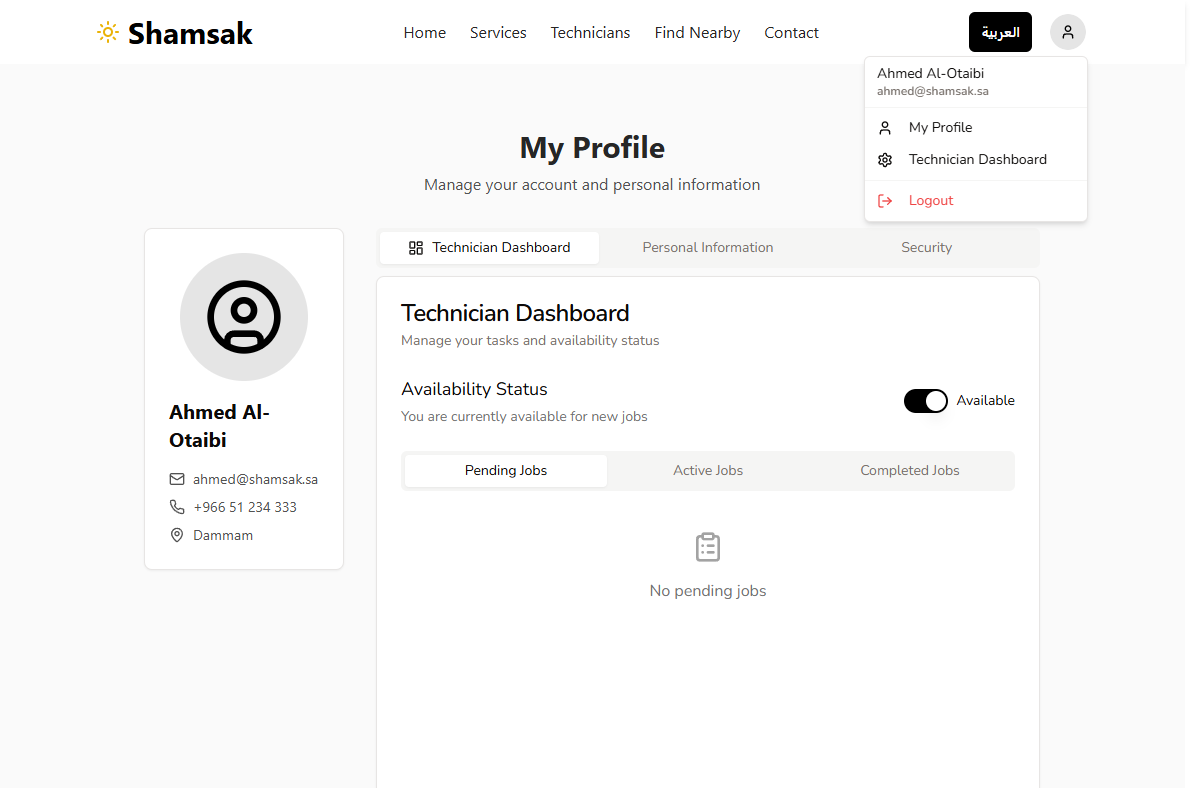 Shamsak
Home Services Technicians Find Nearby Contact
العربية
Ahmed Al-Otaibi
ahmed@shamsak.sa
My Profile
Technician Dashboard
Logout
My Profile
Manage your account and personal information
Ahmed Al-
Otaibi
ahmed@shamsak.sa
+966 51 234 333
Dammam
Technician Dashboard Personal Information Security
Technician Dashboard
Manage your tasks and availability status
Availability Status
You are currently available for new jobs
Available
Pending Jobs Active Jobs Completed Jobs
No pending jobs